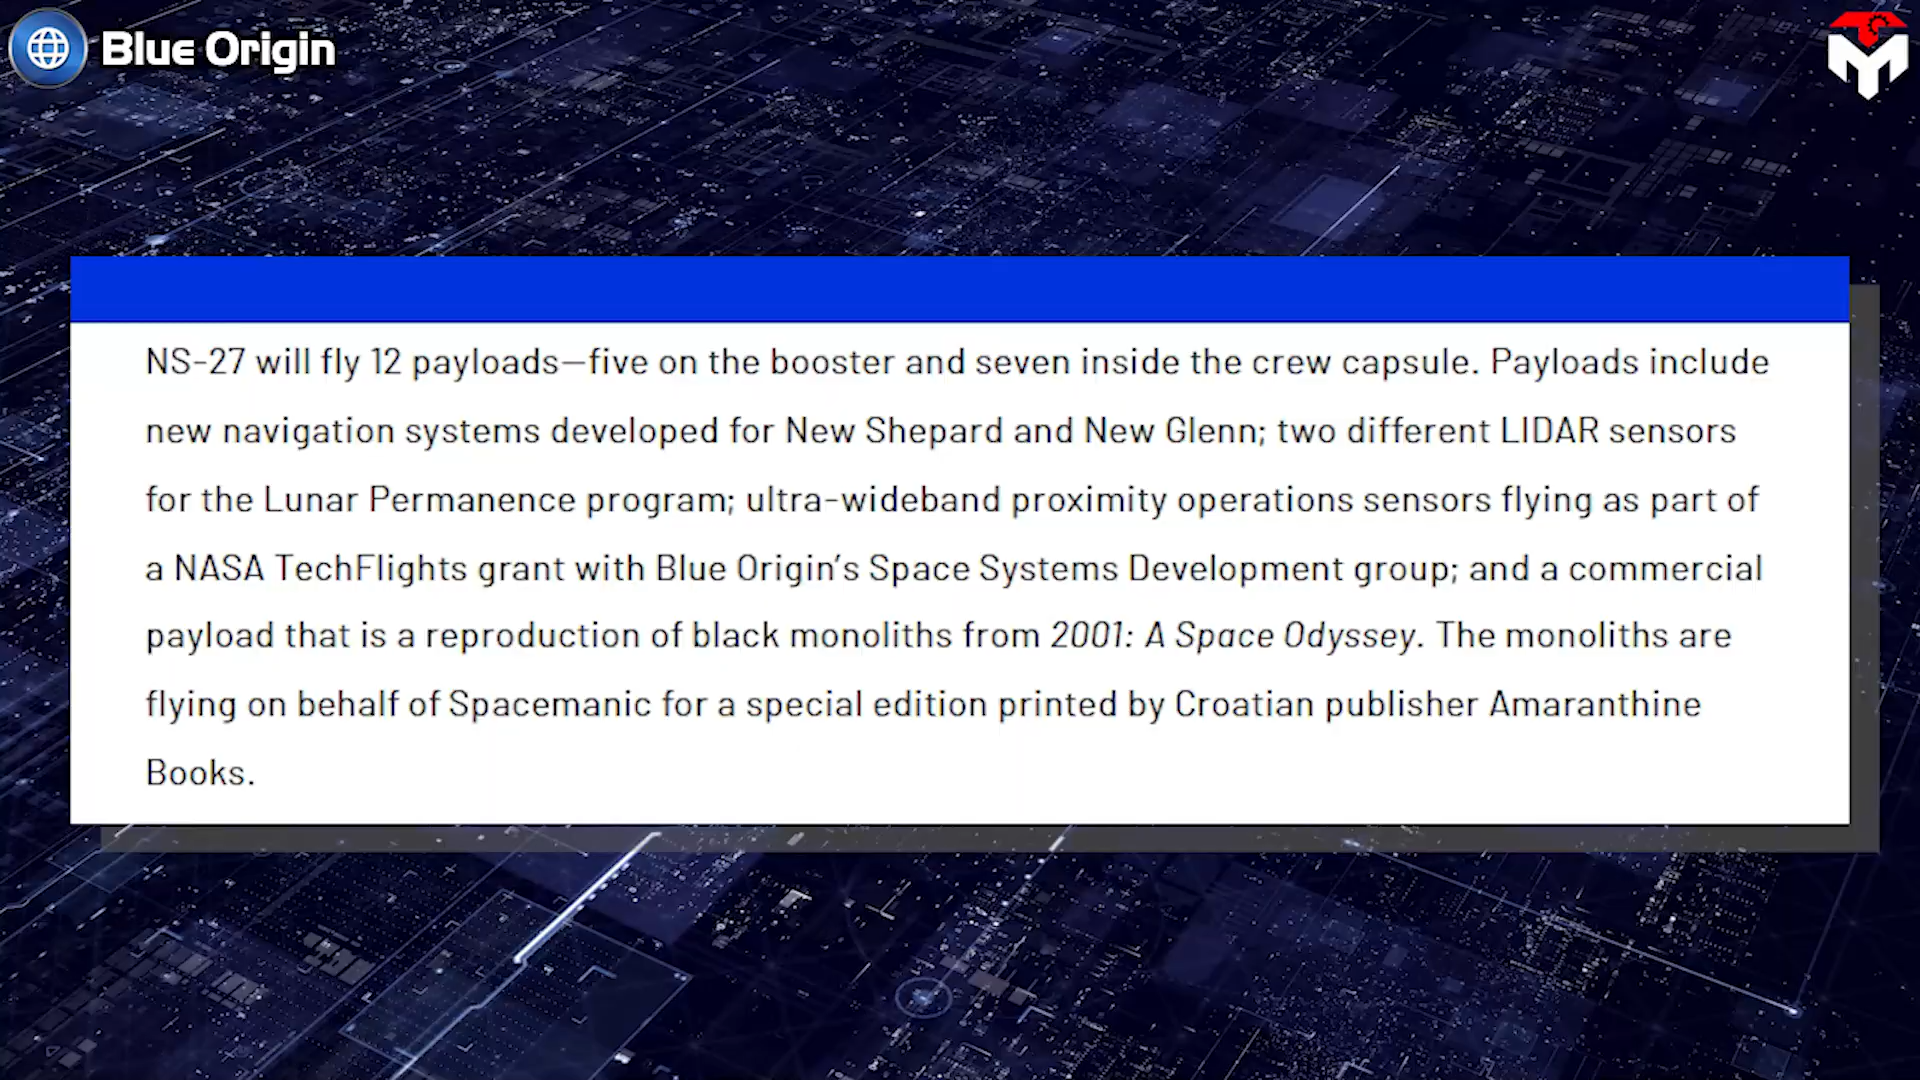 Blue Origin
NS-27 will fly 12 payloads—five on the booster and seven inside the crew capsule. Payloads include
new navigation systems developed for New Shepard and New Glenn; two different LIDAR sensors
for the Lunar Permanence program; ultra-wideband proximity operations sensors flying as part of
a NASA TechFlights grant with Blue Origin’s Space Systems Development group; and a commercial
payload that is a reproduction of black monoliths from 2001: A Space Odyssey. The monoliths are
flying on behalf of Spacemanic for a special edition printed by Croatian publisher Amaranthine
Books.